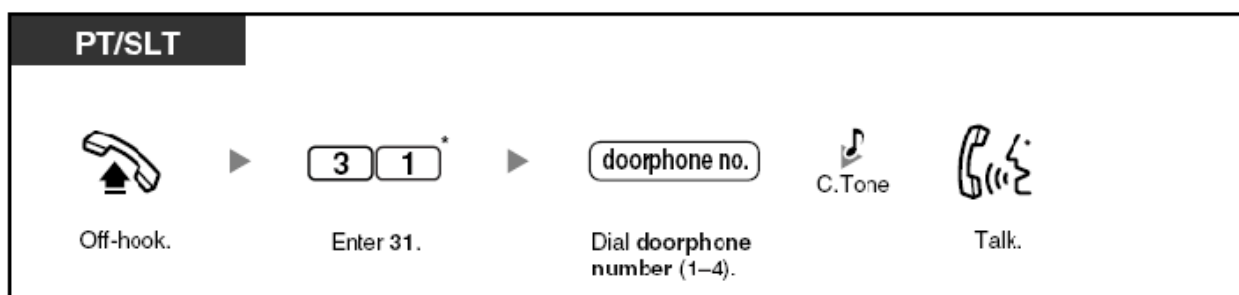 PT/SLT
3 1 *
doorphone no.
C.Tone
Off-hook.
Enter 31.
Dial doorphone
number (1–4).
Talk.